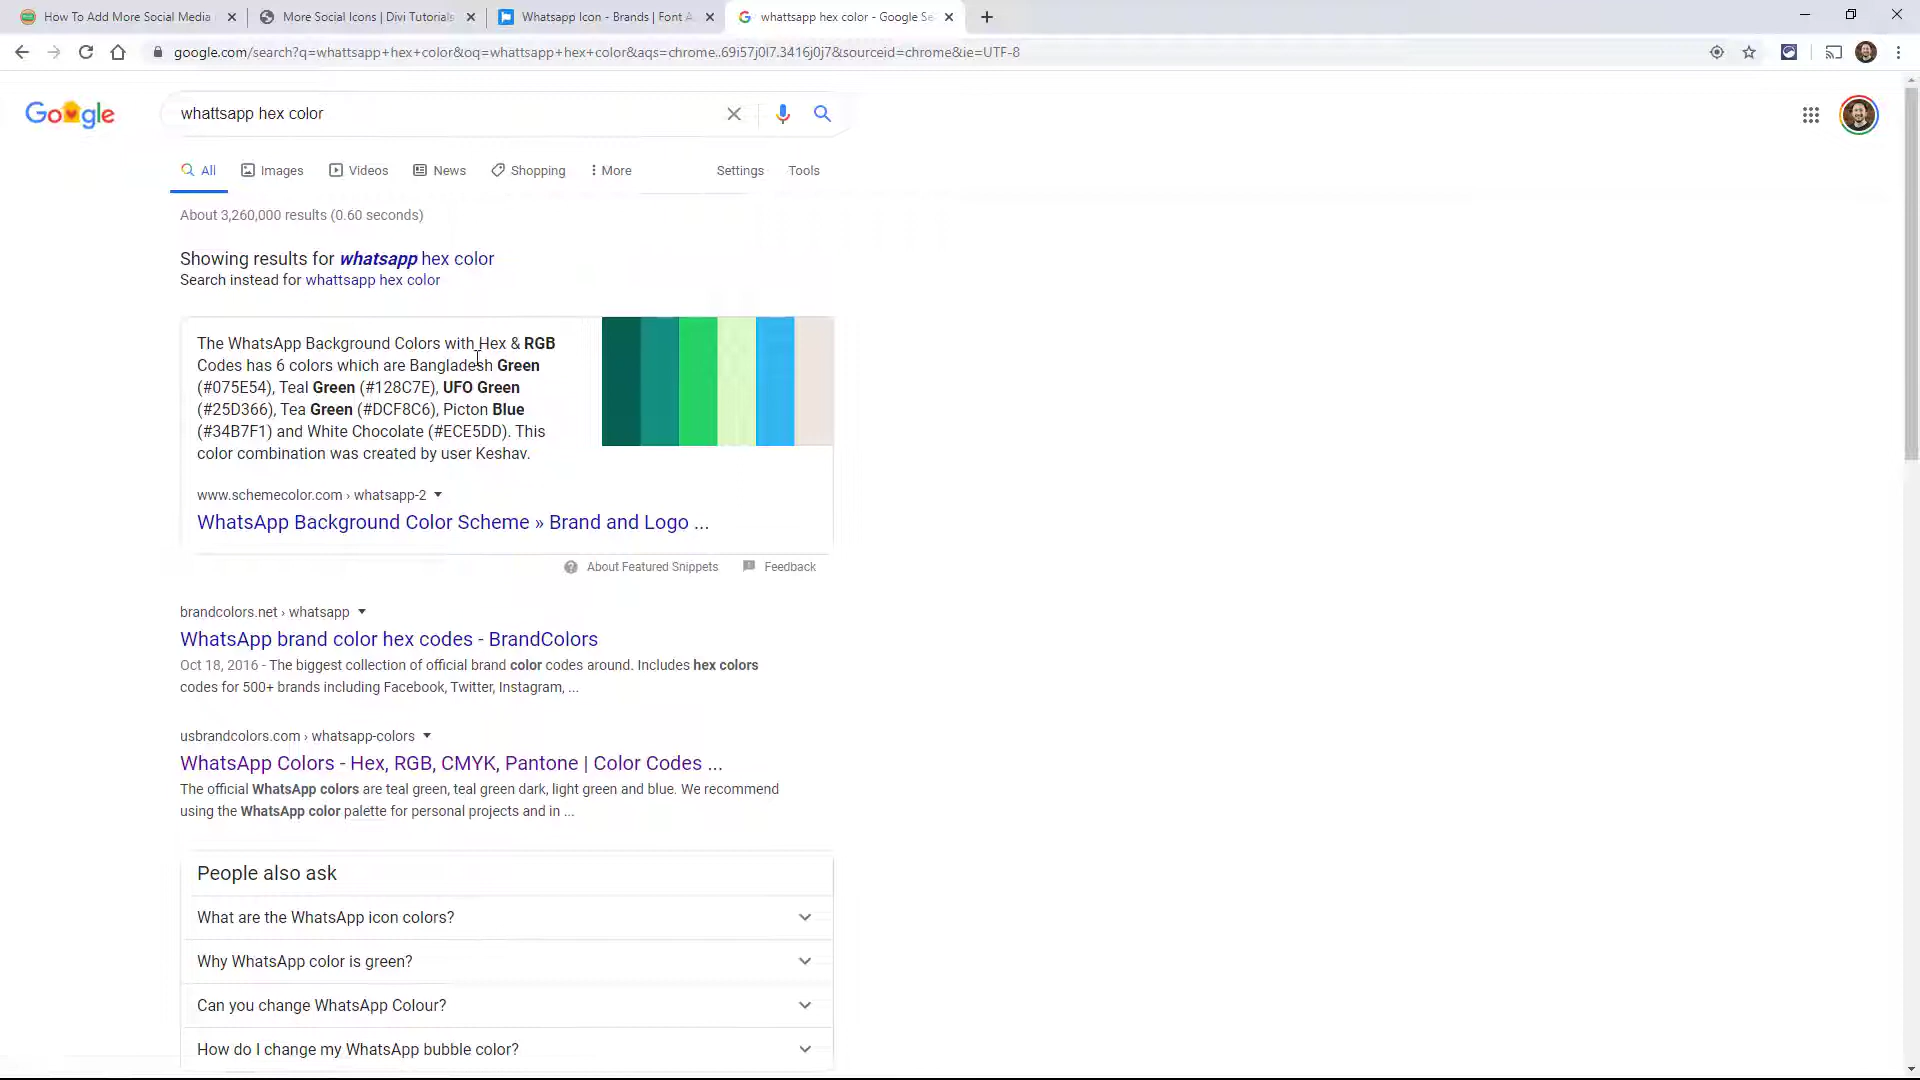 How To Add More Social Media
More Social Icons | Divi Tutorials
Whatsapp Icon - Brands | Font A
whattsapp hex color - Google Se
google.com/search?q=whattsapp+hex+color&oq=whattsapp+hex+color&aqs=chrome..69i57j0l7.3416j0j7&sourceid=chrome&ie=UTF-8
Google
whattsapp hex color
All Images Videos News Shopping More Settings Tools
About 3,260,000 results (0.60 seconds)
Showing results for whatsapp hex color
Search instead for whattsapp hex color
The WhatsApp Background Colors with Hex & RGB
Codes has 6 colors which are Bangladesh Green
(#075E54), Teal Green (#128C7E), UFO Green
(#25D366), Tea Green (#DCF8C6), Picton Blue
(#34B7F1) and White Chocolate (#ECE5DD). This
color combination was created by user Keshav.
www.schemecolor.com › whatsapp-2
WhatsApp Background Color Scheme » Brand and Logo ...
About Featured Snippets Feedback
brandcolors.net › whatsapp
WhatsApp brand color hex codes - BrandColors
Oct 18, 2016 - The biggest collection of official brand color codes around. Includes hex colors
codes for 500+ brands including Facebook, Twitter, Instagram, ...
usbrandcolors.com › whatsapp-colors
WhatsApp Colors - Hex, RGB, CMYK, Pantone | Color Codes ...
The official WhatsApp colors are teal green, teal green dark, light green and blue. We recommend
using the WhatsApp color palette for personal projects and in ...
People also ask
What are the WhatsApp icon colors?
Why WhatsApp color is green?
Can you change WhatsApp Colour?
How do I change my WhatsApp bubble color?